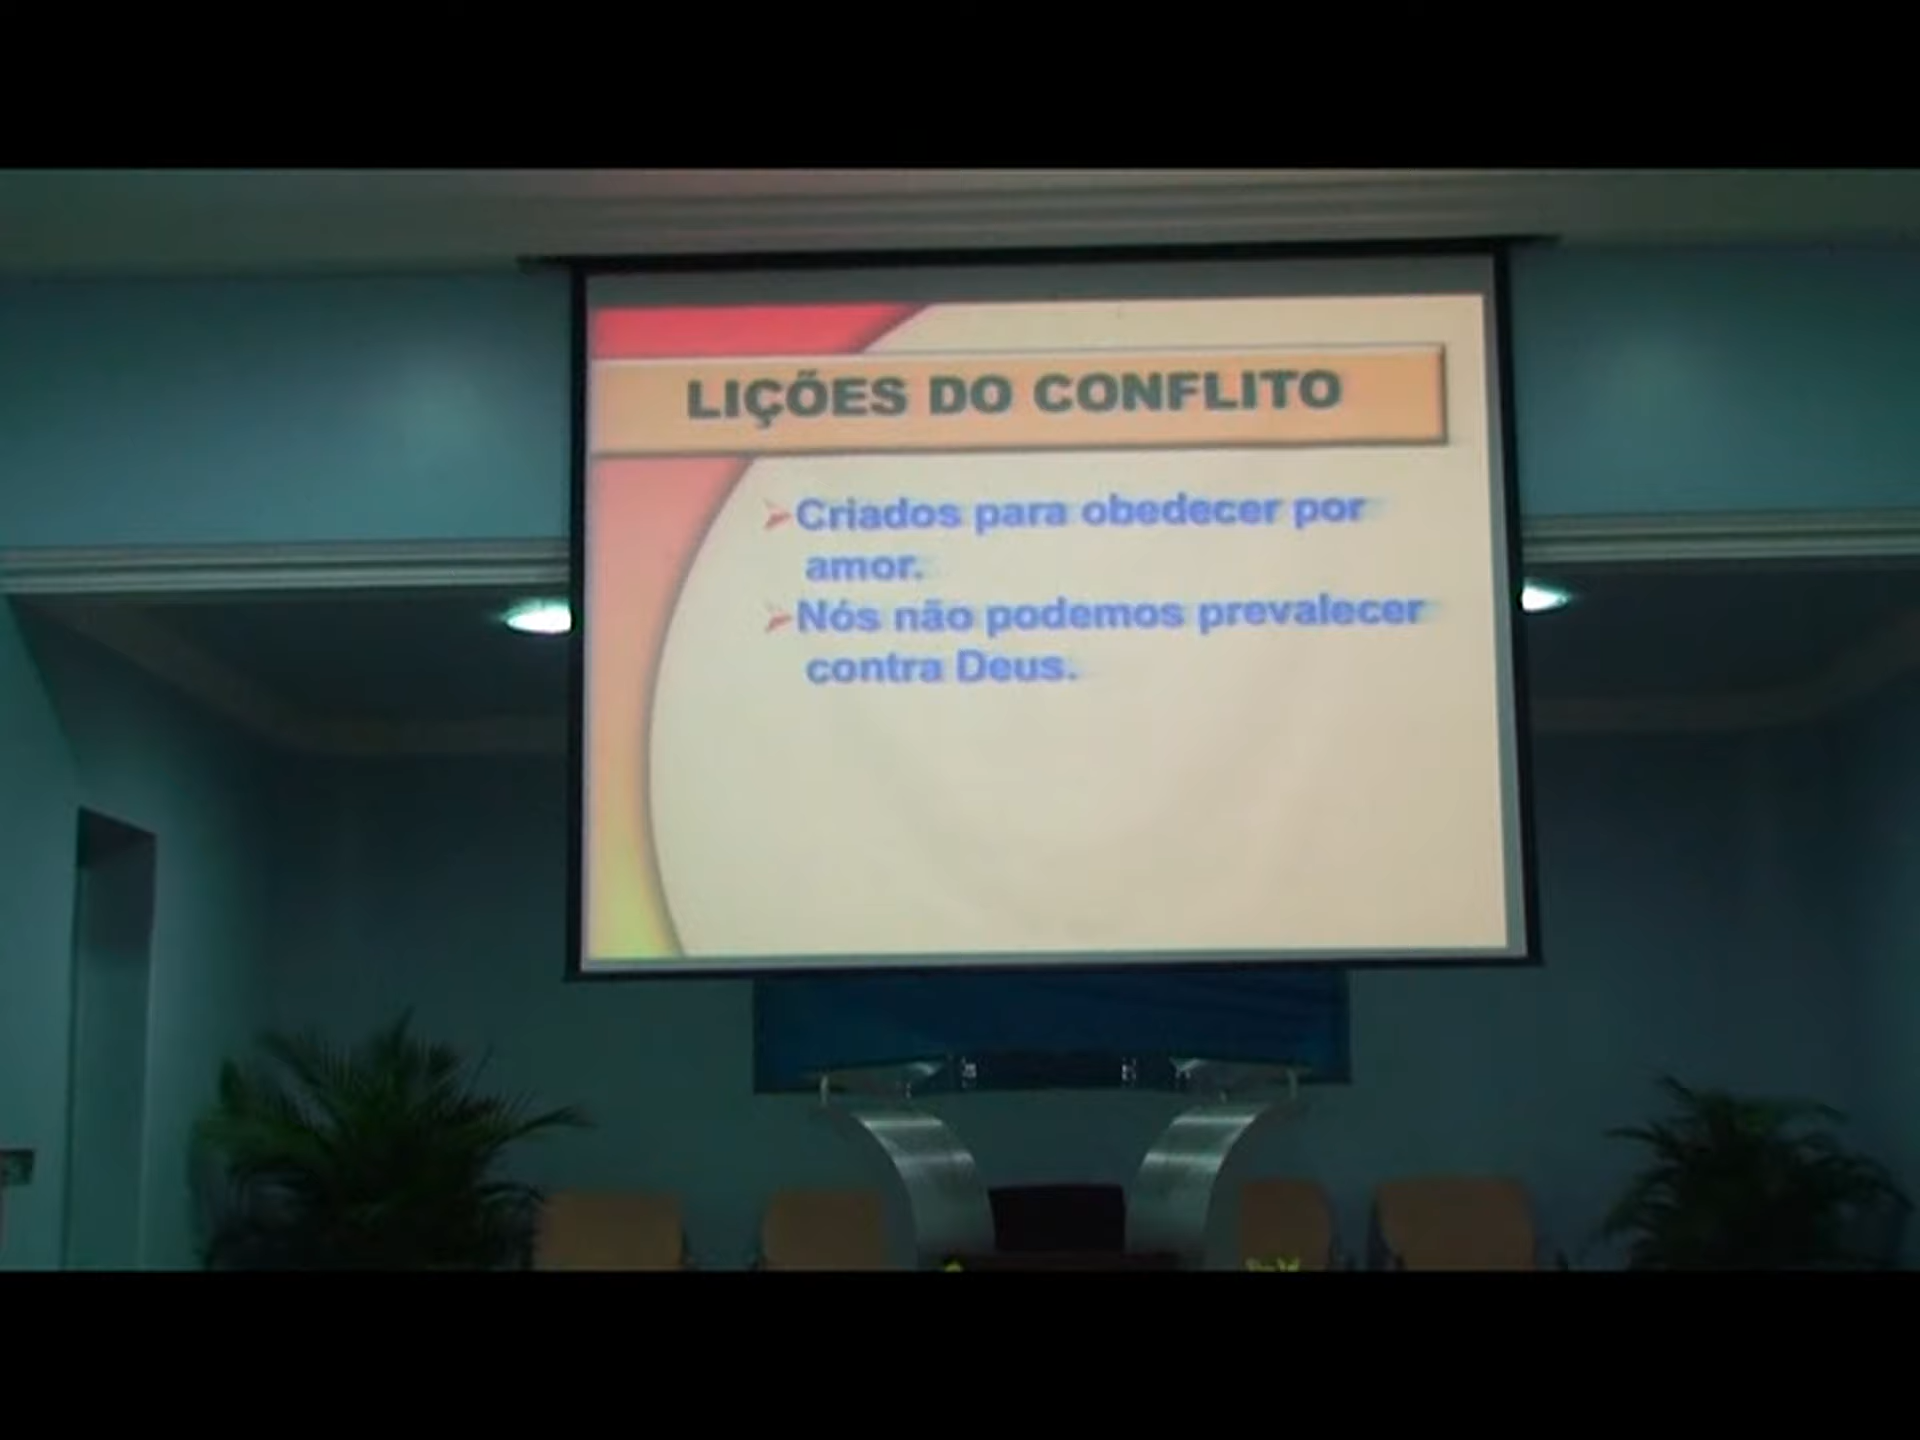 LIÇÕES DO CONFLITO
➢Criados para obedecer por
amor.
➢Nós não podemos prevalecer
contra Deus.